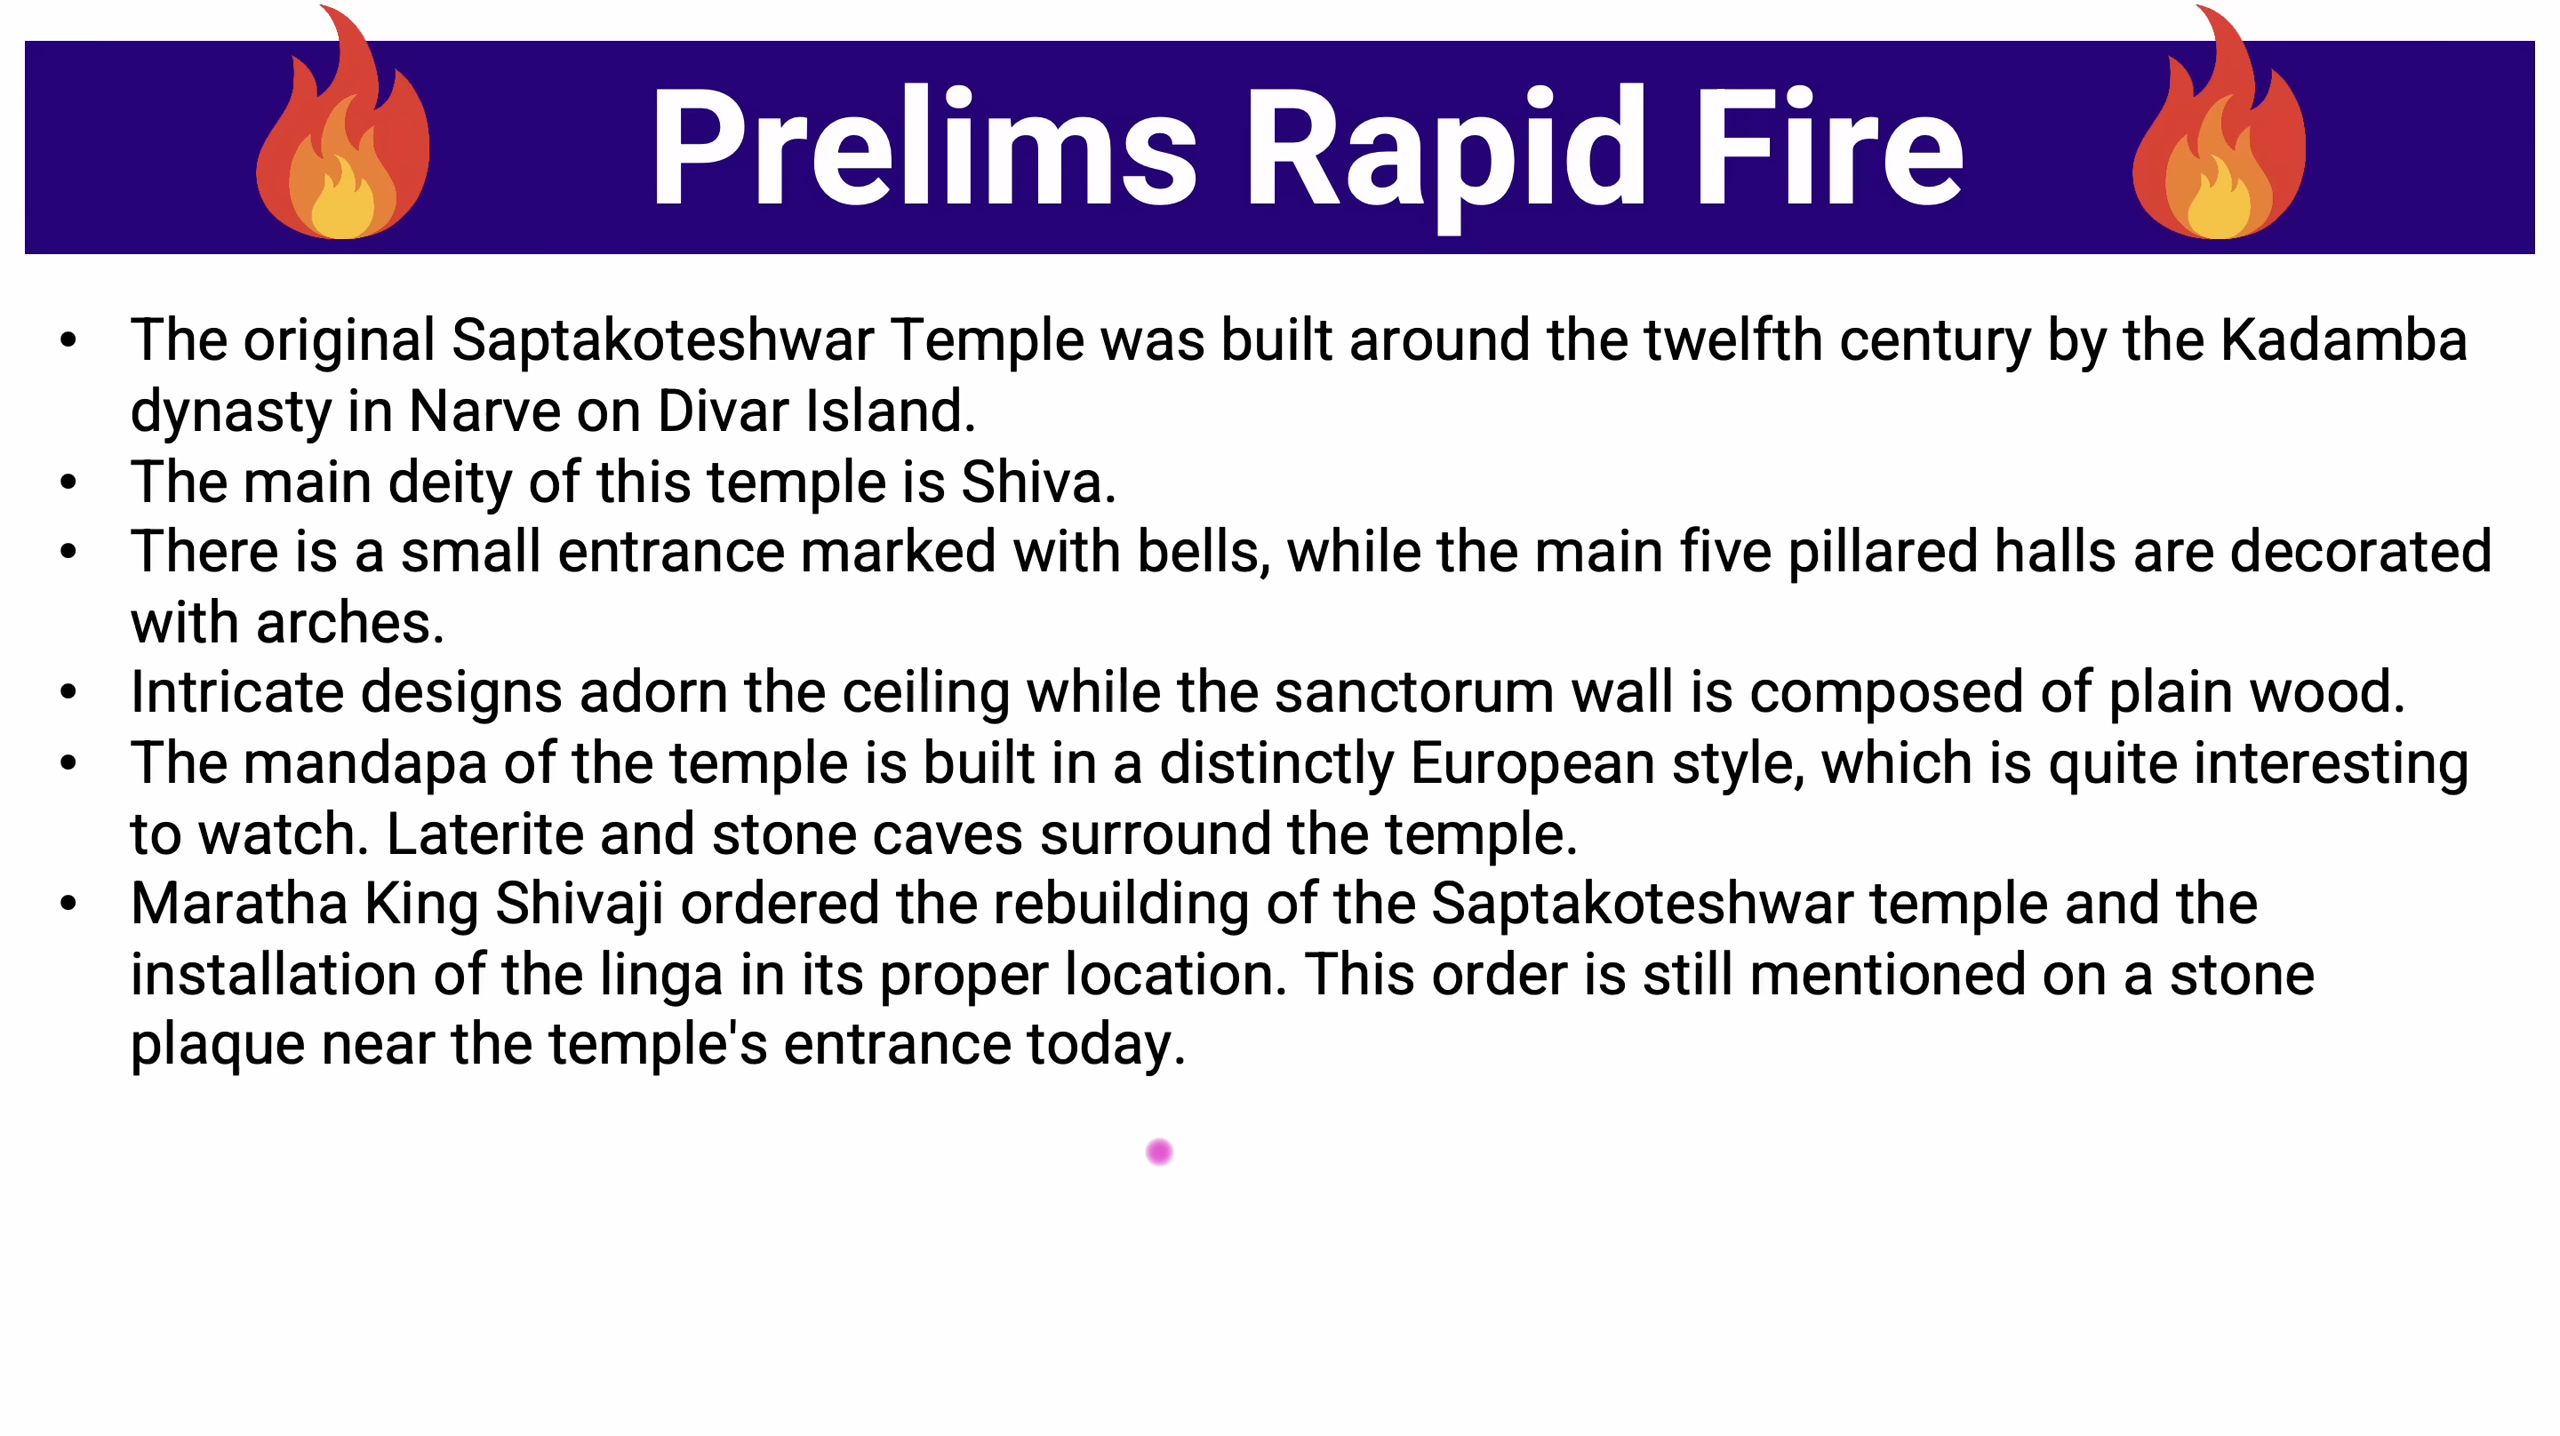 Prelims Rapid Fire
• The original Saptakoteshwar Temple was built around the twelfth century by the Kadamba
dynasty in Narve on Divar Island.
• The main deity of this temple is Shiva.
• There is a small entrance marked with bells, while the main five pillared halls are decorated
with arches.
• Intricate designs adorn the ceiling while the sanctorum wall is composed of plain wood.
• The mandapa of the temple is built in a distinctly European style, which is quite interesting
to watch. Laterite and stone caves surround the temple.
• Maratha King Shivaji ordered the rebuilding of the Saptakoteshwar temple and the
installation of the linga in its proper location. This order is still mentioned on a stone
plaque near the temple's entrance today.